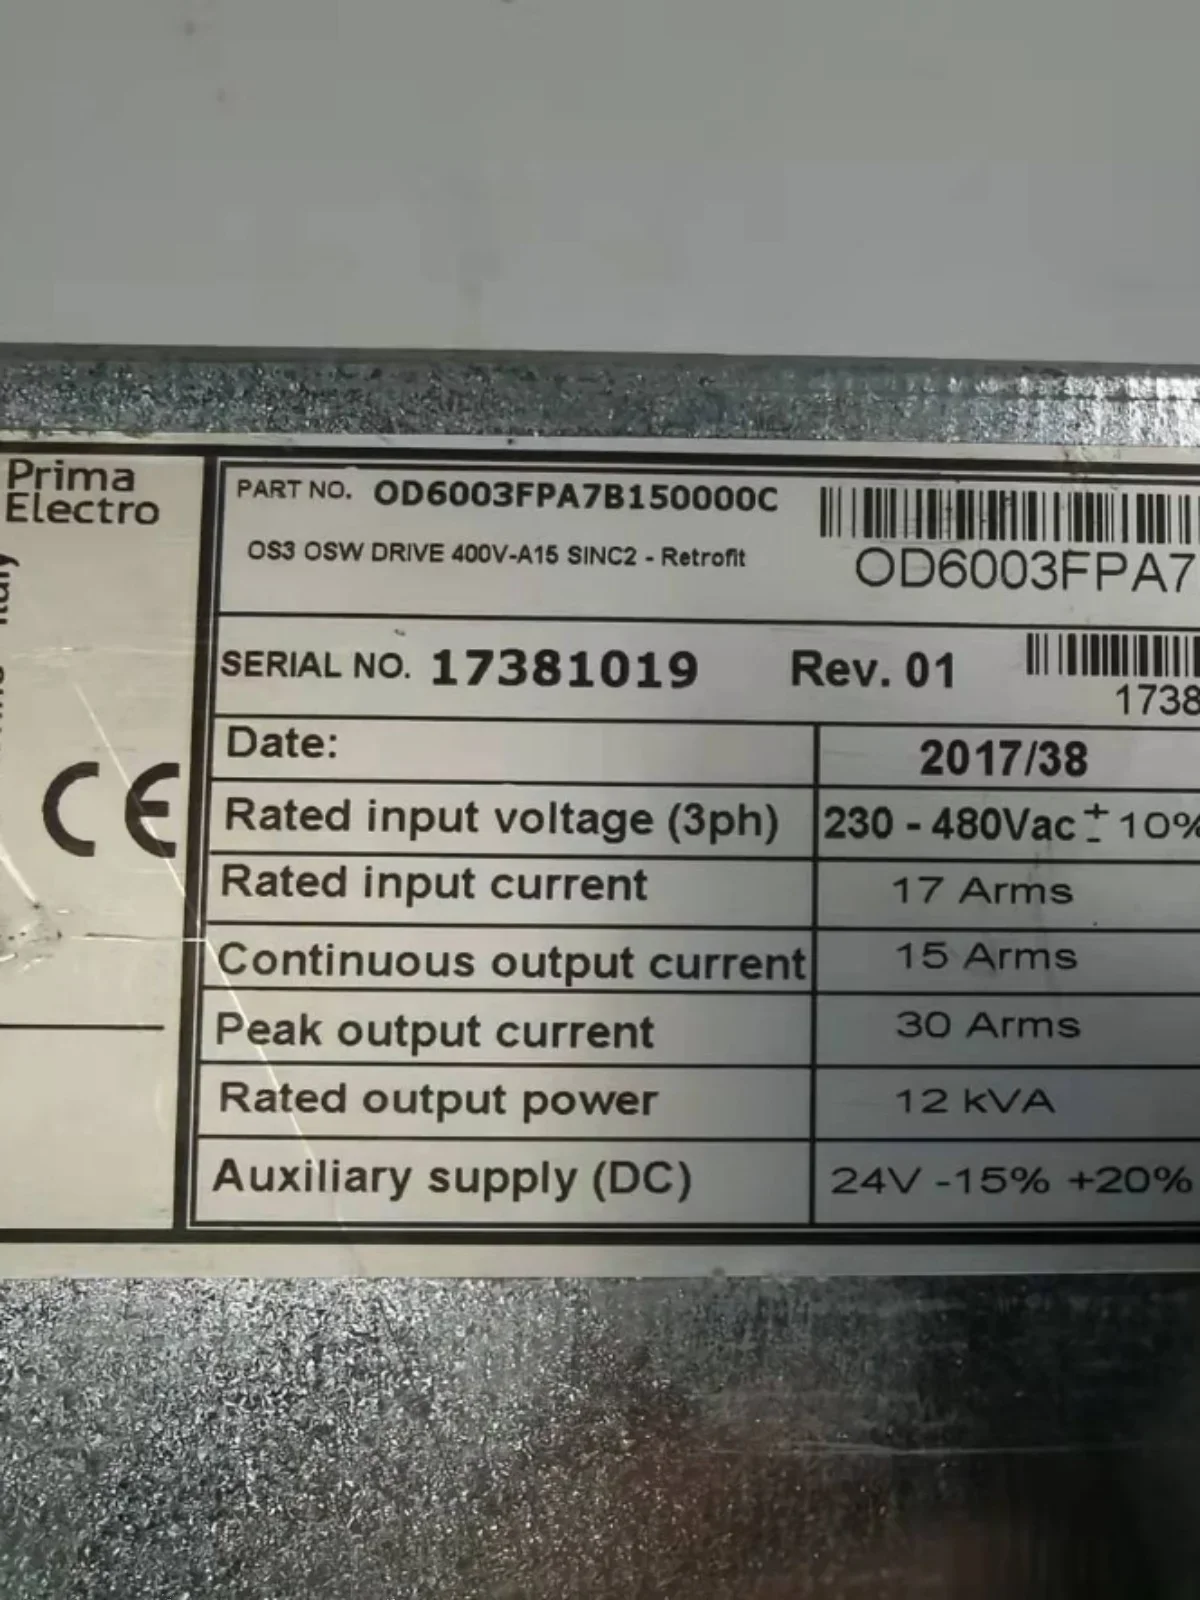 Prima
Electro
Italy
CE
PART NO. OD6003FPA7B150000C
OS3 OSW DRIVE 400V-A15 SINC2 - Retrofit
OD6003FPA7
SERIAL NO. 17381019 Rev. 01
1738
Date: 2017/38
Rated input voltage (3ph) 230 - 480Vac ± 10%
Rated input current 17 Arms
Continuous output current 15 Arms
Peak output current 30 Arms
Rated output power 12 kVA
Auxiliary supply (DC) 24V -15% +20%